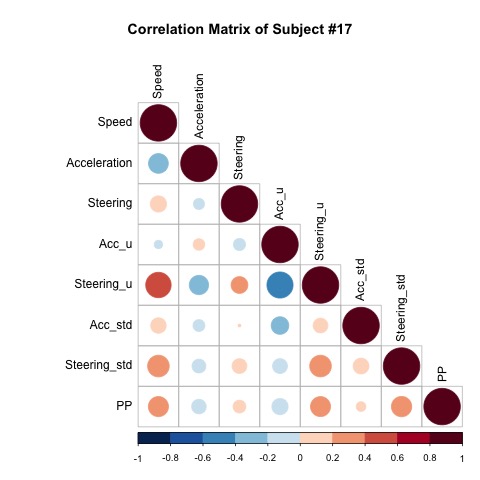 Correlation Matrix of Subject #17
Speed
Acceleration
Steering
Acc_u
Steering_u
Acc_std
Steering_std
PP
Speed
Acceleration
Steering
Acc_u
Steering_u
Acc_std
Steering_std
PP
-1 -0.8 -0.6 -0.4 -0.2 0 0.2 0.4 0.6 0.8 1